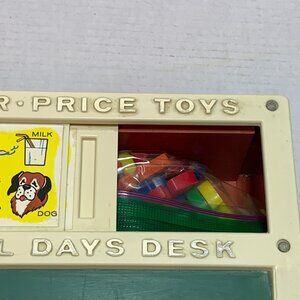 R·PRICE TOYS
MILK
DOG
L DAYS DESK